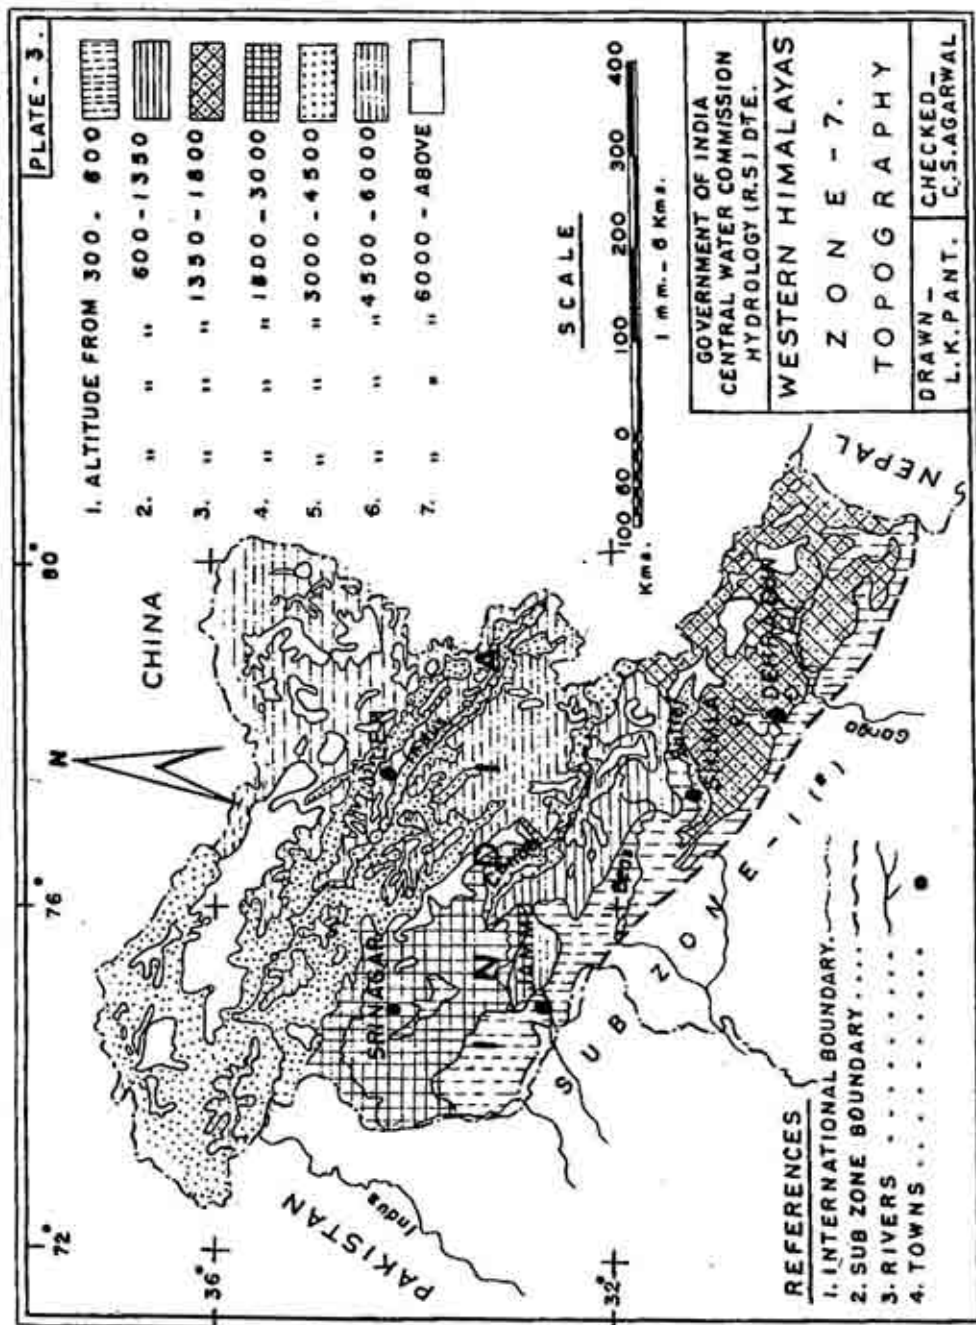 PLATE - 3.
72°
76°
80°
36°
32°
N
CHINA
PAKISTAN
Indus
NEPAL
SRINAGAR
JAMMU
SHIMLA
DEHRADUN
Chenab
Beas
Ganga
I N D I A
SUB ZONE - 1 (e)
1. ALTITUDE FROM 300 - 600
2. " " " 600-1350
3. " " " 1350-1800
4. " " " 1800-3000
5. " " " 3000-4500
6. " " " 4500-6000
7. " " " 6000-ABOVE
SCALE
Kms. 100 60 0 100 200 300 400
1 mm. _ 8 Kms.
REFERENCES
1. INTERNATIONAL BOUNDARY.
2. SUB ZONE BOUNDARY ....
3. RIVERS . . . . . . . . .
4. TOWNS . . . . . . . . .
GOVERNMENT OF INDIA
CENTRAL WATER COMMISSION
HYDROLOGY (R.S) DTE.
WESTERN HIMALAYAS
ZONE - 7.
TOPOGRAPHY
DRAWN -
L.K.PANT.
CHECKED -
C.S.AGARWAL